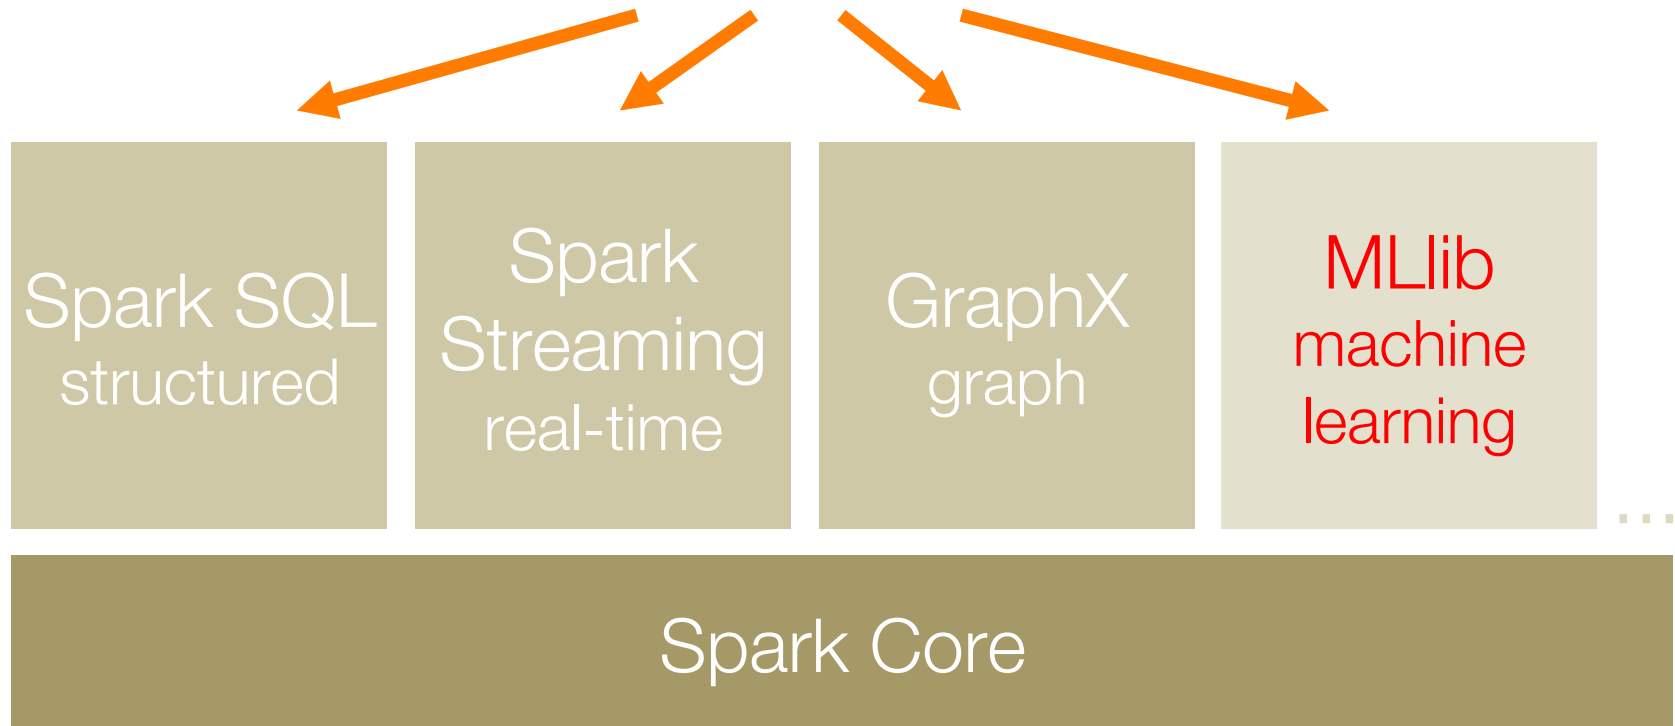 Spark SQL
structured
Spark
Streaming
real-time
GraphX
graph
MLlib
machine
learning
...
Spark Core